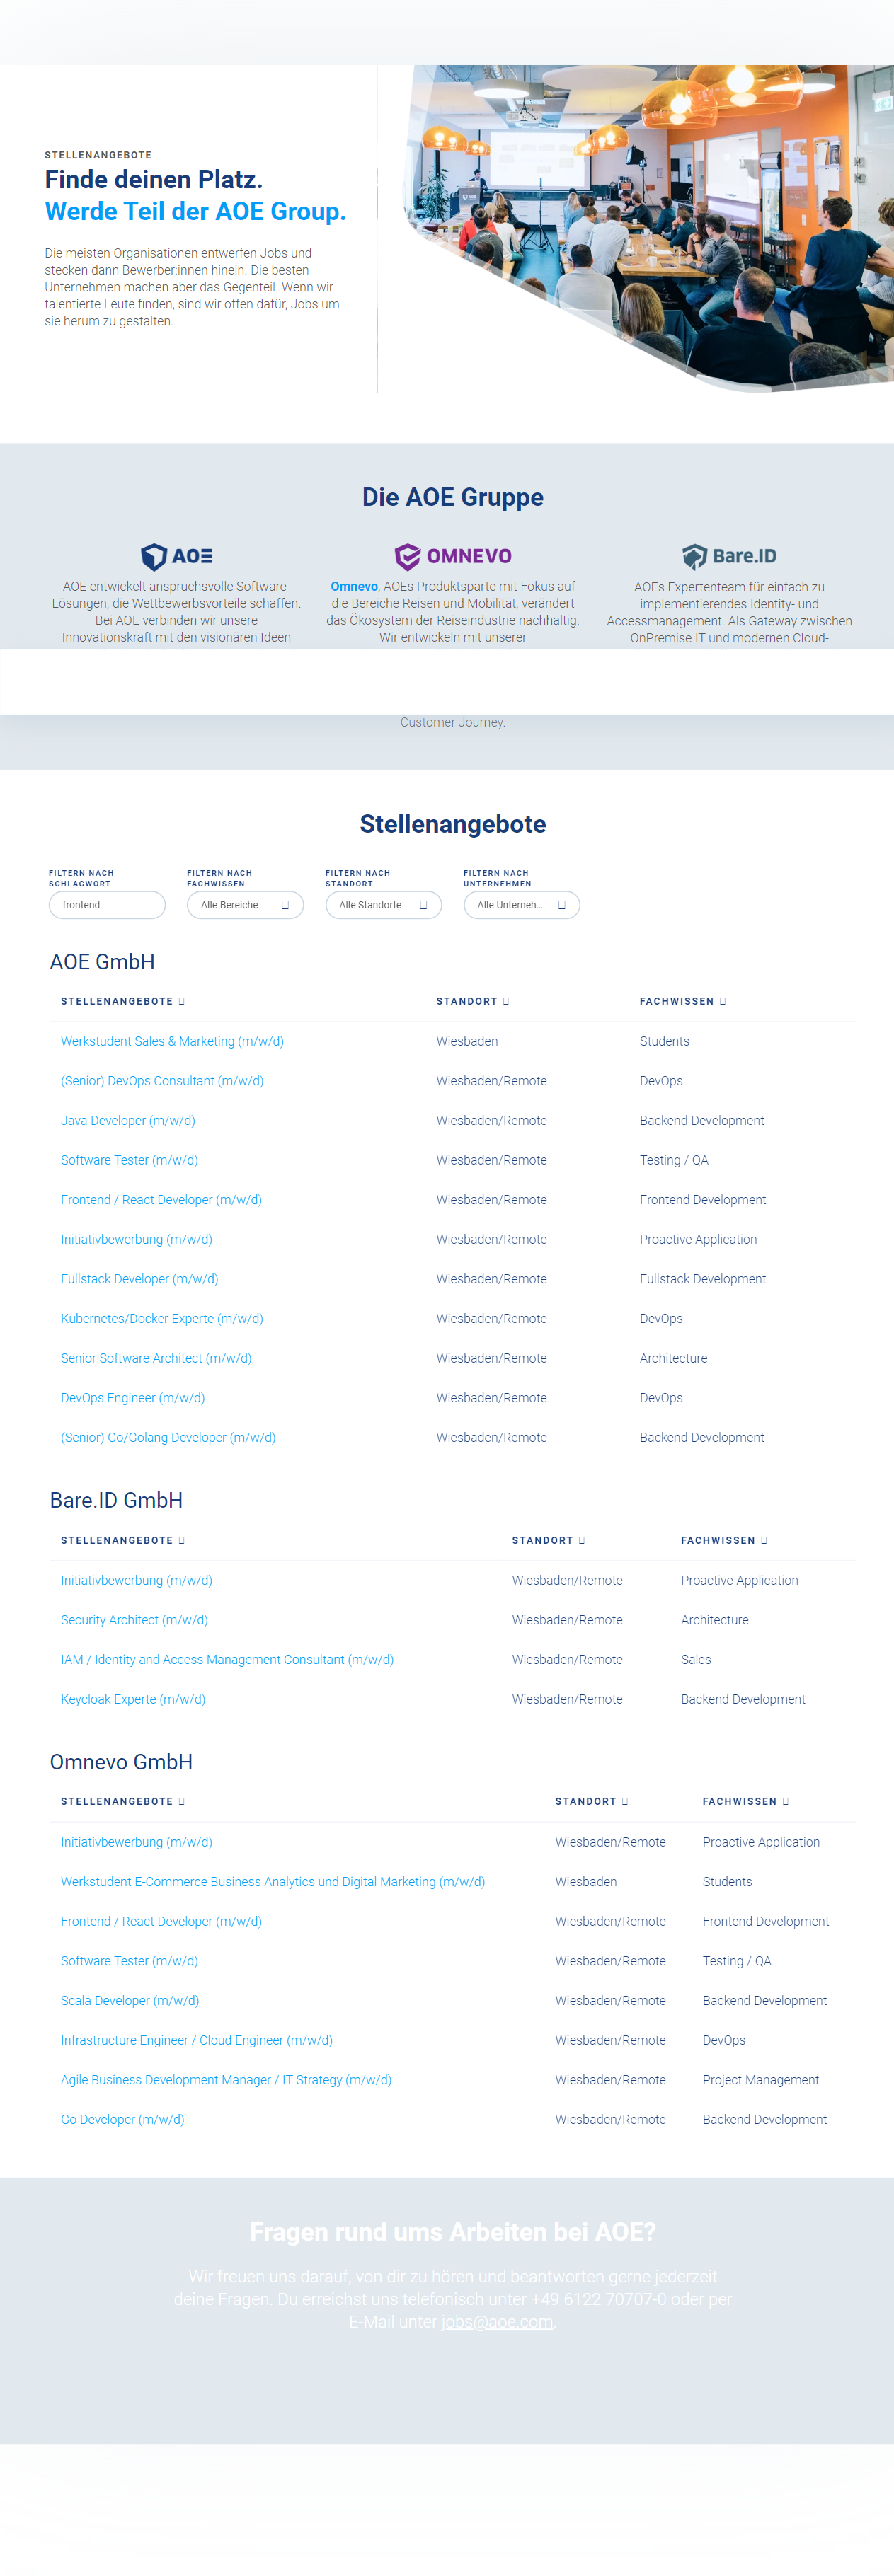 STELLENANGEBOTE
Finde deinen Platz.
Werde Teil der AOE Group.
Die meisten Organisationen entwerfen Jobs und
stecken dann Bewerber:innen hinein. Die besten
Unternehmen machen aber das Gegenteil. Wenn wir
talentierte Leute finden, sind wir offen dafür, Jobs um
sie herum zu gestalten.
Die AOE Gruppe
AOE
AOE entwickelt anspruchsvolle Software-
Lösungen, die Wettbewerbsvorteile schaffen.
Bei AOE verbinden wir unsere
Innovationskraft mit den visionären Ideen
OMNEVO
Omnevo, AOEs Produktsparte mit Fokus auf
die Bereiche Reisen und Mobilität, verändert
das Ökosystem der Reiseindustrie nachhaltig.
Wir entwickeln mit unserer
Customer Journey.
Bare.ID
AOEs Expertenteam für einfach zu
implementierendes Identity- und
Accessmanagement. Als Gateway zwischen
OnPremise IT und modernen Cloud-
Stellenangebote
FILTERN NACH
SCHLAGWORT
frontend
FILTERN NACH
FACHWISSEN
Alle Bereiche
FILTERN NACH
STANDORT
Alle Standorte
FILTERN NACH
UNTERNEHMEN
Alle Unterneh...
AOE GmbH
STELLENANGEBOTE STANDORT FACHWISSEN
Werkstudent Sales & Marketing (m/w/d) Wiesbaden Students
(Senior) DevOps Consultant (m/w/d) Wiesbaden/Remote DevOps
Java Developer (m/w/d) Wiesbaden/Remote Backend Development
Software Tester (m/w/d) Wiesbaden/Remote Testing / QA
Frontend / React Developer (m/w/d) Wiesbaden/Remote Frontend Development
Initiativbewerbung (m/w/d) Wiesbaden/Remote Proactive Application
Fullstack Developer (m/w/d) Wiesbaden/Remote Fullstack Development
Kubernetes/Docker Experte (m/w/d) Wiesbaden/Remote DevOps
Senior Software Architect (m/w/d) Wiesbaden/Remote Architecture
DevOps Engineer (m/w/d) Wiesbaden/Remote DevOps
(Senior) Go/Golang Developer (m/w/d) Wiesbaden/Remote Backend Development
Bare.ID GmbH
STELLENANGEBOTE STANDORT FACHWISSEN
Initiativbewerbung (m/w/d) Wiesbaden/Remote Proactive Application
Security Architect (m/w/d) Wiesbaden/Remote Architecture
IAM / Identity and Access Management Consultant (m/w/d) Wiesbaden/Remote Sales
Keycloak Experte (m/w/d) Wiesbaden/Remote Backend Development
Omnevo GmbH
STELLENANGEBOTE STANDORT FACHWISSEN
Initiativbewerbung (m/w/d) Wiesbaden/Remote Proactive Application
Werkstudent E-Commerce Business Analytics und Digital Marketing (m/w/d) Wiesbaden Students
Frontend / React Developer (m/w/d) Wiesbaden/Remote Frontend Development
Software Tester (m/w/d) Wiesbaden/Remote Testing / QA
Scala Developer (m/w/d) Wiesbaden/Remote Backend Development
Infrastructure Engineer / Cloud Engineer (m/w/d) Wiesbaden/Remote DevOps
Agile Business Development Manager / IT Strategy (m/w/d) Wiesbaden/Remote Project Management
Go Developer (m/w/d) Wiesbaden/Remote Backend Development
Fragen rund ums Arbeiten bei AOE?
Wir freuen uns darauf, von dir zu hören und beantworten gerne jederzeit
deine Fragen. Du erreichst uns telefonisch unter +49 6122 70707-0 oder per
E-Mail unter jobs@aoe.com.